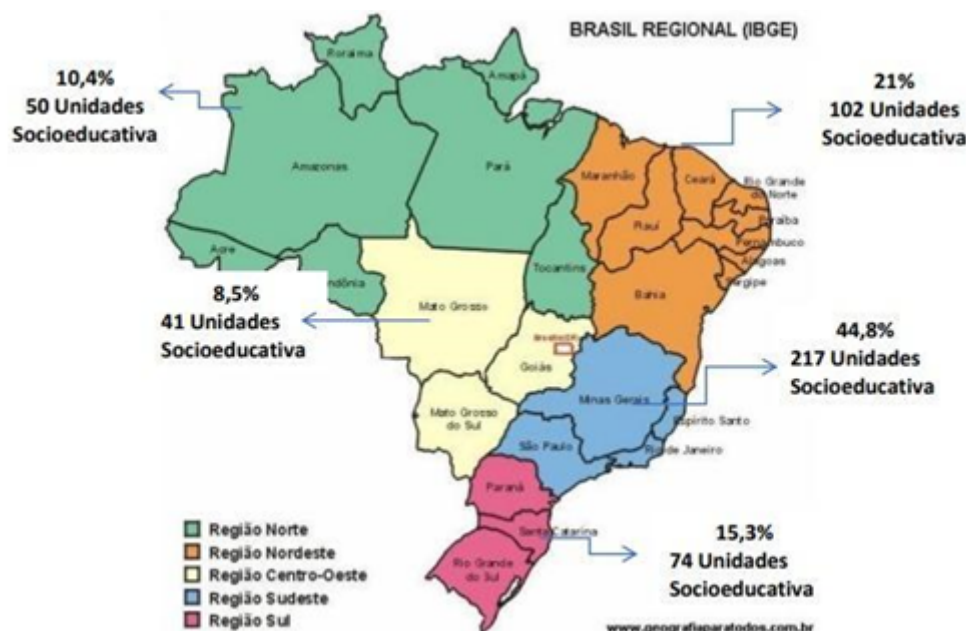 BRASIL REGIONAL (IBGE)
10,4%
50 Unidades
Socioeducativa
21%
102 Unidades
Socioeducativa
Roraima
Amapá
Amazonas
Pará
Maranhão
Ceará
Rio Grande
do Norte
Paraíba
Piauí
Pernambuco
Alagoas
Sergipe
Acre
ndônia
Tocantins
Bahia
8,5%
41 Unidades
Socioeducativa
Mato Grosso
Goiás
44,8%
217 Unidades
Socioeducativa
Minas Gerais
Espirito Santo
Mato Grosso
do Sul
São Paulo
Rio de Janeiro
Paraná
Santa Catarina
Rio Grande
do Sul
15,3%
74 Unidades
Socioeducativa
Região Norte
Região Nordeste
Região Centro-Oeste
Região Sudeste
Região Sul
www.geografiaparatodos.com.br